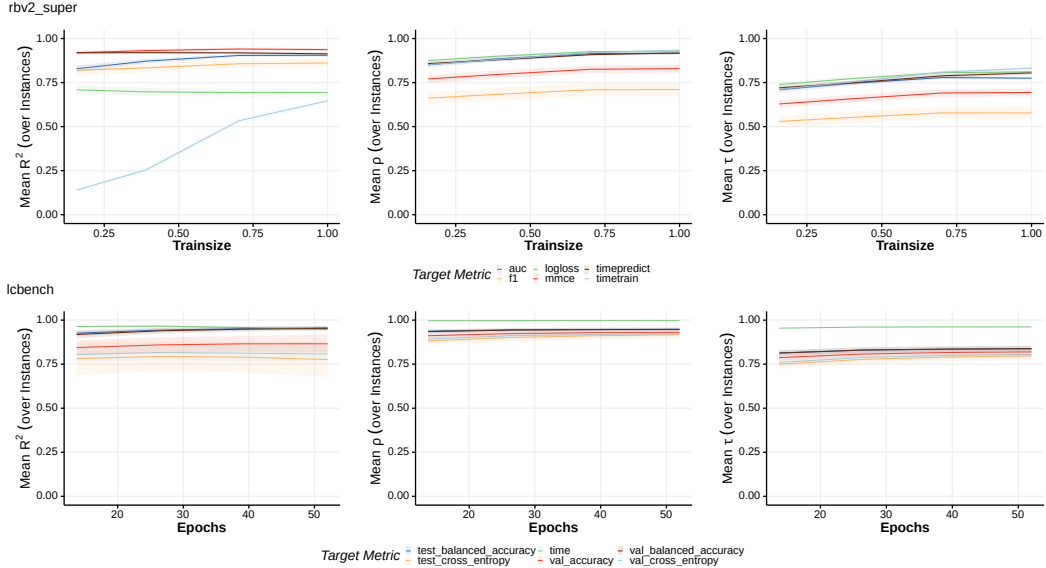 rbv2_super
1.00
0.75
0.50
0.25
0.00
Mean R² (over Instances)
0.25 0.50 0.75 1.00
Trainsize
1.00
0.75
0.50
0.25
0.00
Mean ρ (over Instances)
0.25 0.50 0.75 1.00
Trainsize
1.00
0.75
0.50
0.25
0.00
Mean τ (over Instances)
0.25 0.50 0.75 1.00
Trainsize
Target Metric auc logloss timepredict
f1 mmce timetrain
lcbench
1.00
0.75
0.50
0.25
0.00
Mean R² (over Instances)
20 30 40 50
Epochs
1.00
0.75
0.50
0.25
0.00
Mean ρ (over Instances)
20 30 40 50
Epochs
1.00
0.75
0.50
0.25
0.00
Mean τ (over Instances)
20 30 40 50
Epochs
Target Metric test_balanced_accuracy time val_balanced_accuracy
test_cross_entropy val_accuracy val_cross_entropy